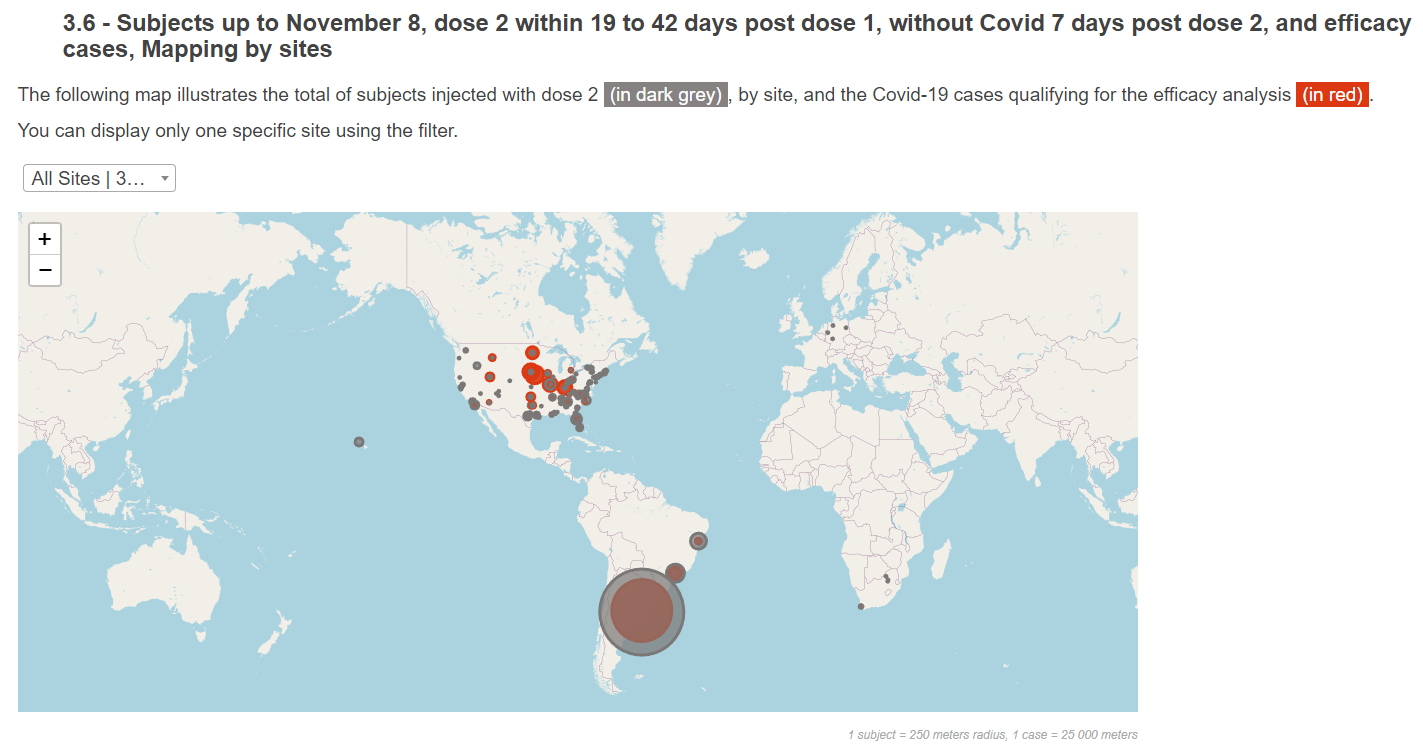 3.6 - Subjects up to November 8, dose 2 within 19 to 42 days post dose 1, without Covid 7 days post dose 2, and efficacy
cases, Mapping by sites
The following map illustrates the total of subjects injected with dose 2 (in dark grey) , by site, and the Covid-19 cases qualifying for the efficacy analysis (in red) .
You can display only one specific site using the filter.
All Sites | 3...
+
−
1 subject = 250 meters radius, 1 case = 25 000 meters